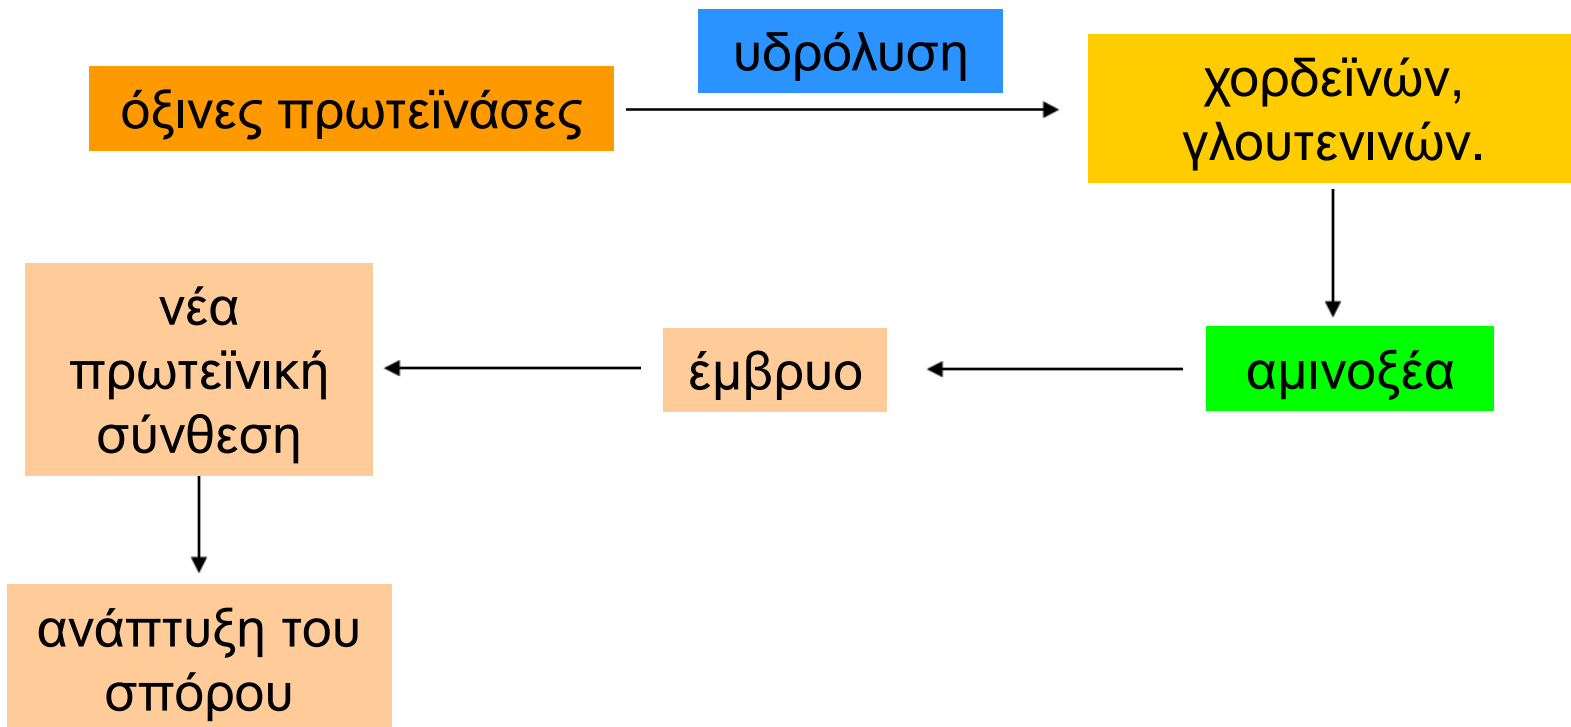 υδρόλυση
όξινες πρωτεϊνάσες
χορδεϊνών,
γλουτενινών.
αμινοξέα
έμβρυο
νέα
πρωτεϊνική
σύνθεση
ανάπτυξη του
σπόρου